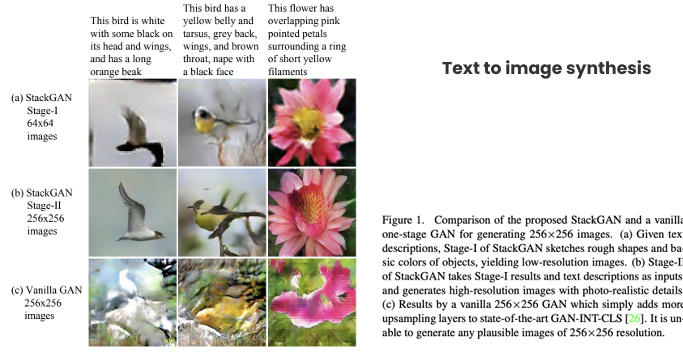 This bird is white
with some black on
its head and wings,
and has a long
orange beak
This bird has a
yellow belly and
tarsus, grey back,
wings, and brown
throat, nape with
a black face
This flower has
overlapping pink
pointed petals
surrounding a ring
of short yellow
filaments
(a) StackGAN
Stage-I
64x64
images
(b) StackGAN
Stage-II
256x256
images
(c) Vanilla GAN
256x256
images
Text to image synthesis
Figure 1. Comparison of the proposed StackGAN and a vanilla
one-stage GAN for generating 256×256 images. (a) Given tex
descriptions, Stage-I of StackGAN sketches rough shapes and ba-
sic colors of objects, yielding low-resolution images. (b) Stage-II
of StackGAN takes Stage-I results and text descriptions as inputs
and generates high-resolution images with photo-realistic details
(c) Results by a vanilla 256×256 GAN which simply adds more
upsampling layers to state-of-the-art GAN-INT-CLS [26]. It is un-
able to generate any plausible images of 256×256 resolution.